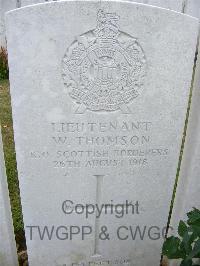 LIEUTENANT
W. THOMSON
K.O. SCOTTISH BORDERERS
26TH AUGUST 1918
Copyright
TWGPP & CWGC